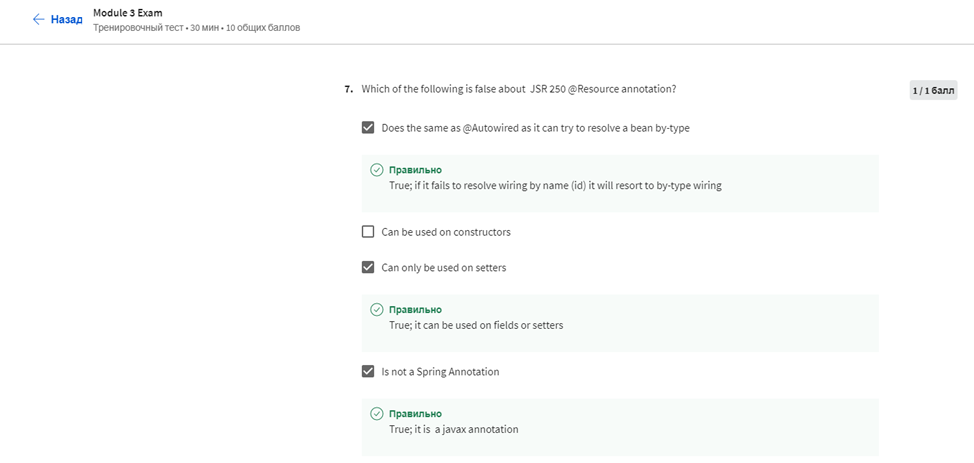 Назад
Module 3 Exam
Тренировочный тест • 30 мин • 10 общих баллов
7. Which of the following is false about JSR 250 @Resource annotation?
1 / 1 балл
Does the same as @Autowired as it can try to resolve a bean by-type
Правильно
True; if it fails to resolve wiring by name (id) it will resort to by-type wiring
Can be used on constructors
Can only be used on setters
Правильно
True; it can be used on fields or setters
Is not a Spring Annotation
Правильно
True; it is a javax annotation